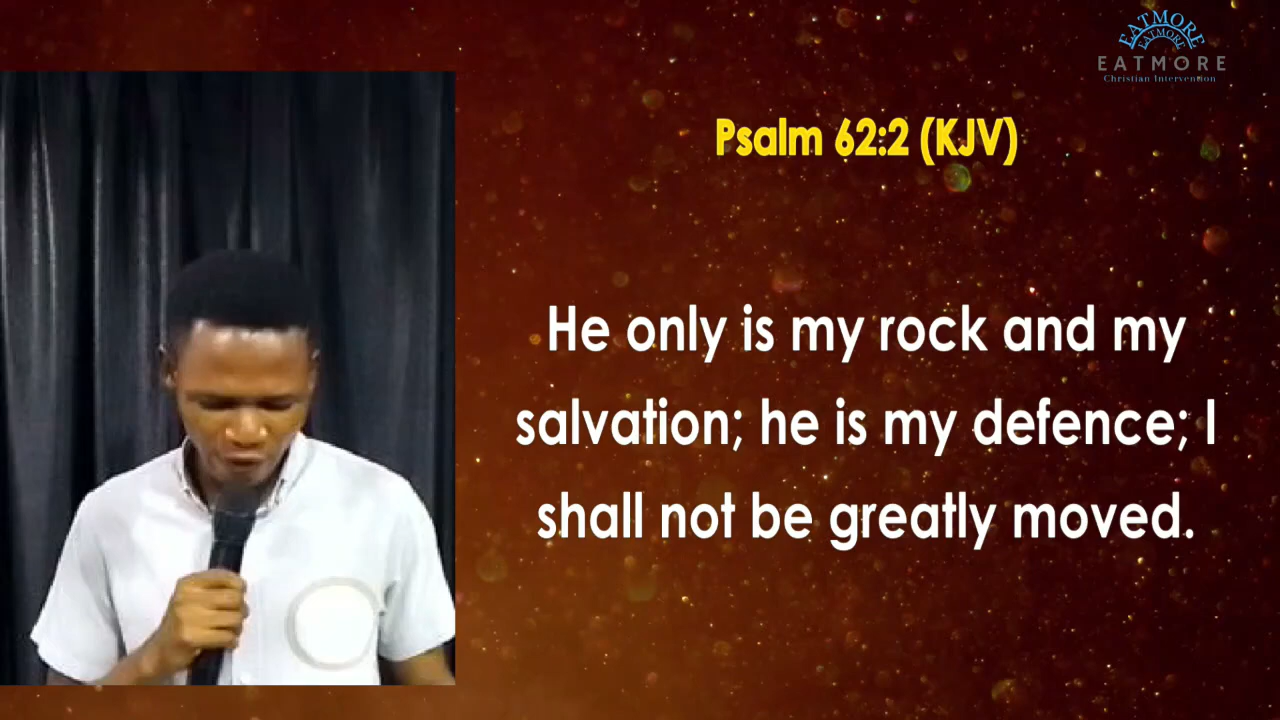 EATMORE
EATMORE
EATMORE
Christian Intervention
Psalm 62:2 (KJV)
He only is my rock and my
salvation; he is my defence; I
shall not be greatly moved.